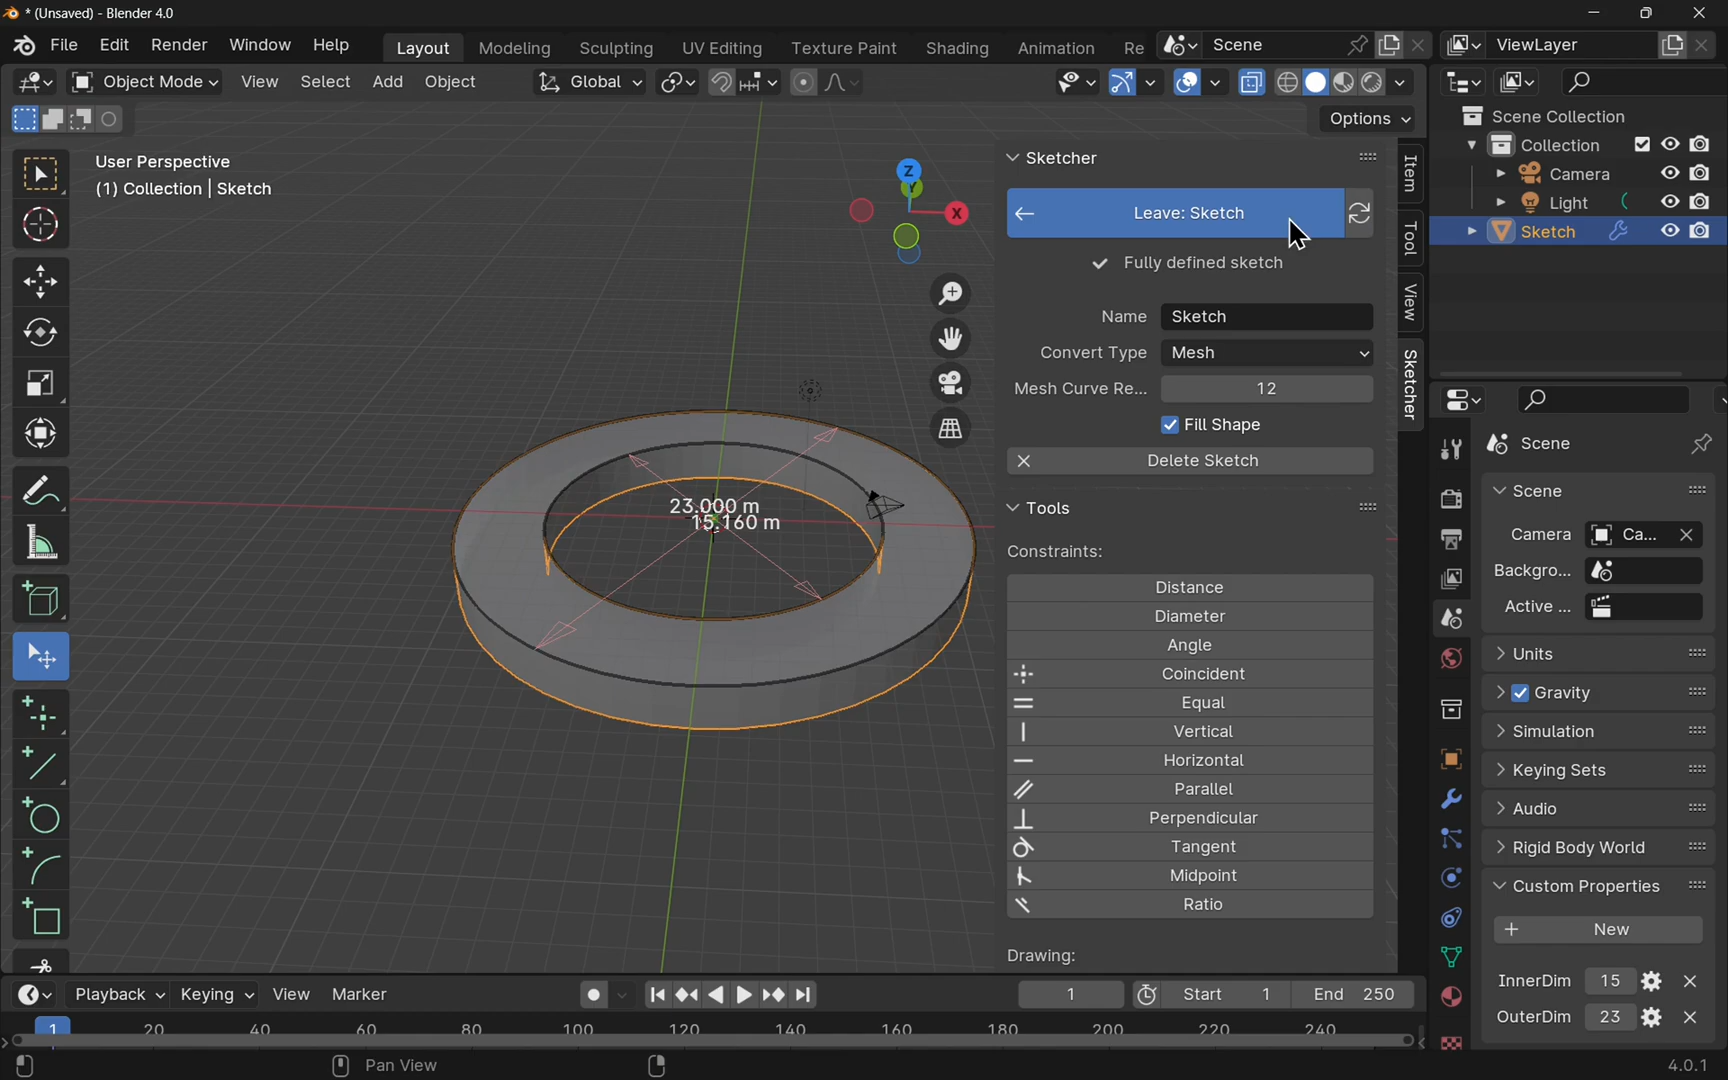 * (Unsaved) - Blender 4.0
File Edit Render Window Help Layout Modeling Sculpting UV Editing Texture Paint Shading Animation Re Scene ViewLayer
Object Mode View Select Add Object Global
Options
User Perspective
(1) Collection | Sketch
Z
Y
X
23.000 m
15.160 m
Sketcher
Leave: Sketch
Fully defined sketch
Name Sketch
Convert Type Mesh
Mesh Curve Re... 12
Fill Shape
Delete Sketch
Tools
Constraints:
Distance
Diameter
Angle
Coincident
Equal
Vertical
Horizontal
Parallel
Perpendicular
Tangent
Midpoint
Ratio
Drawing:
Item
Tool
View
Sketcher
Scene Collection
Collection
Camera
Light
Sketch
Scene
Scene
Camera Ca...
Backgro...
Active ...
Units
Gravity
Simulation
Keying Sets
Audio
Rigid Body World
Custom Properties
New
InnerDim 15
OuterDim 23
Playback Keying View Marker 1 Start 1 End 250
1 20 40 60 80 100 120 140 160 180 200 220 240
Pan View 4.0.1